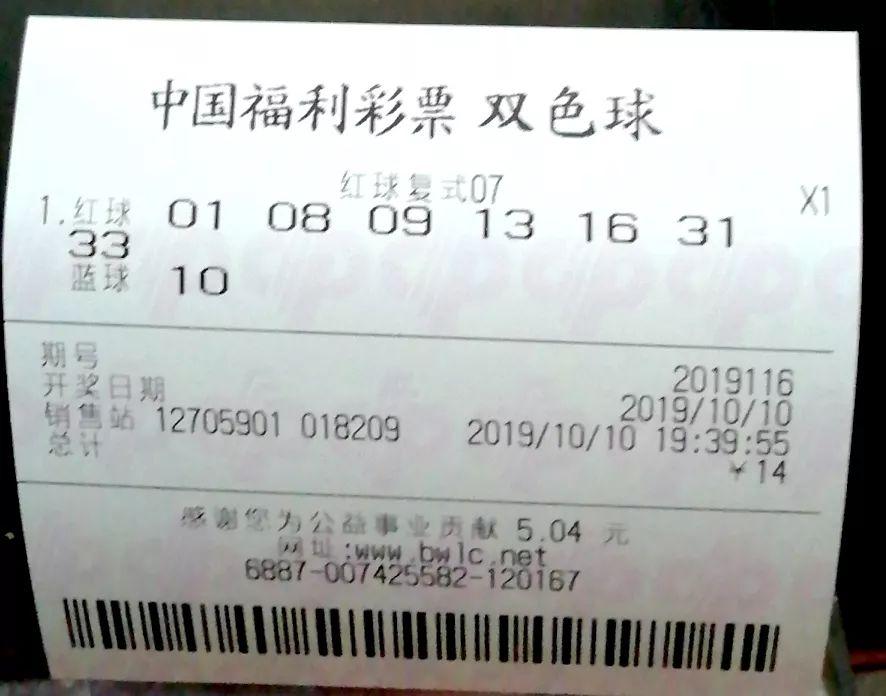 中国福利彩票 双色球
红球复式07
X1
1.红球 01 08 09 13 16 31
33
蓝球 10
期号 2019116
开奖日期 2019/10/10
销售站 12705901 018209 2019/10/10 19:39:55
总计 ¥14
感谢您为公益事业贡献 5.04 元
网址:www.bwlc.net
6887-007425582-120167